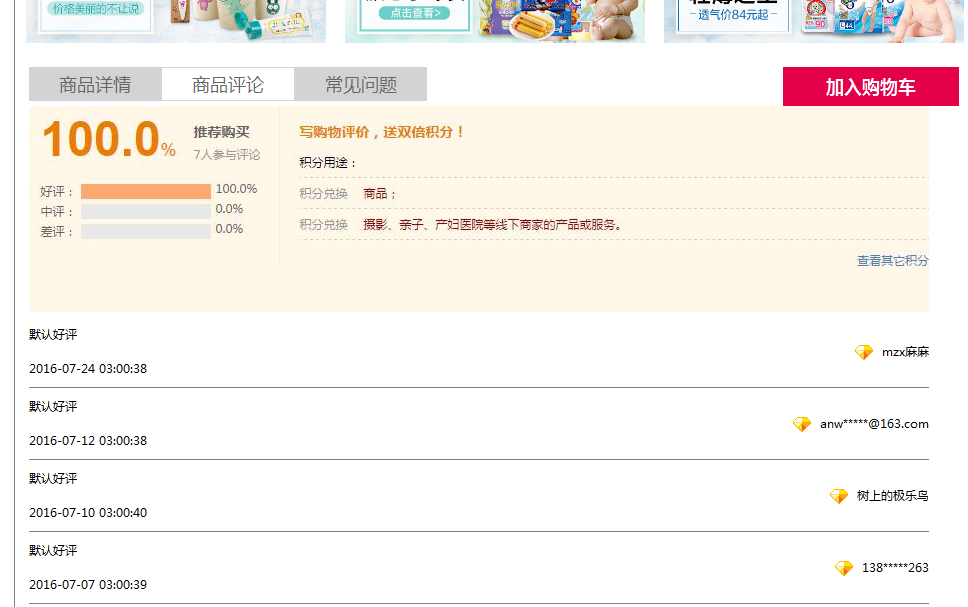 价格美丽的不让说
点击查看>
透气价84元起
商品详情 商品评论 常见问题 加入购物车
100.0% 推荐购买
7人参与评论
好评： 100.0%
中评： 0.0%
差评： 0.0%
写购物评价，送双倍积分！
积分用途：
积分兑换 商品；
积分兑换 摄影、亲子、产妇医院等线下商家的产品或服务。
查看其它积分
默认好评
mzx麻麻
2016-07-24 03:00:38
默认好评
anw*****@163.com
2016-07-12 03:00:38
默认好评
树上的极乐鸟
2016-07-10 03:00:40
默认好评
138*****263
2016-07-07 03:00:39